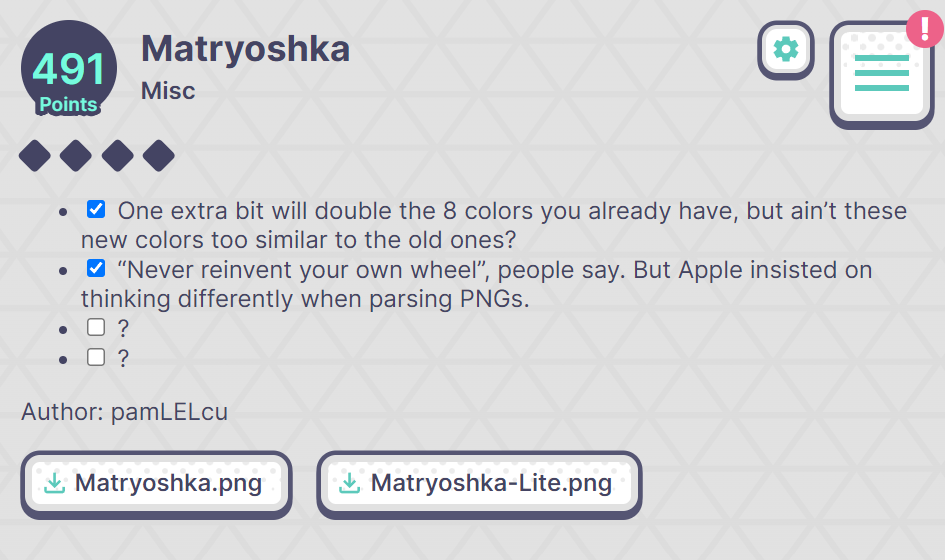 491
Points
Matryoshka
Misc
!
One extra bit will double the 8 colors you already have, but ain’t these
new colors too similar to the old ones?
“Never reinvent your own wheel”, people say. But Apple insisted on
thinking differently when parsing PNGs.
?
?
Author: pamLELcu
Matryoshka.png
Matryoshka-Lite.png